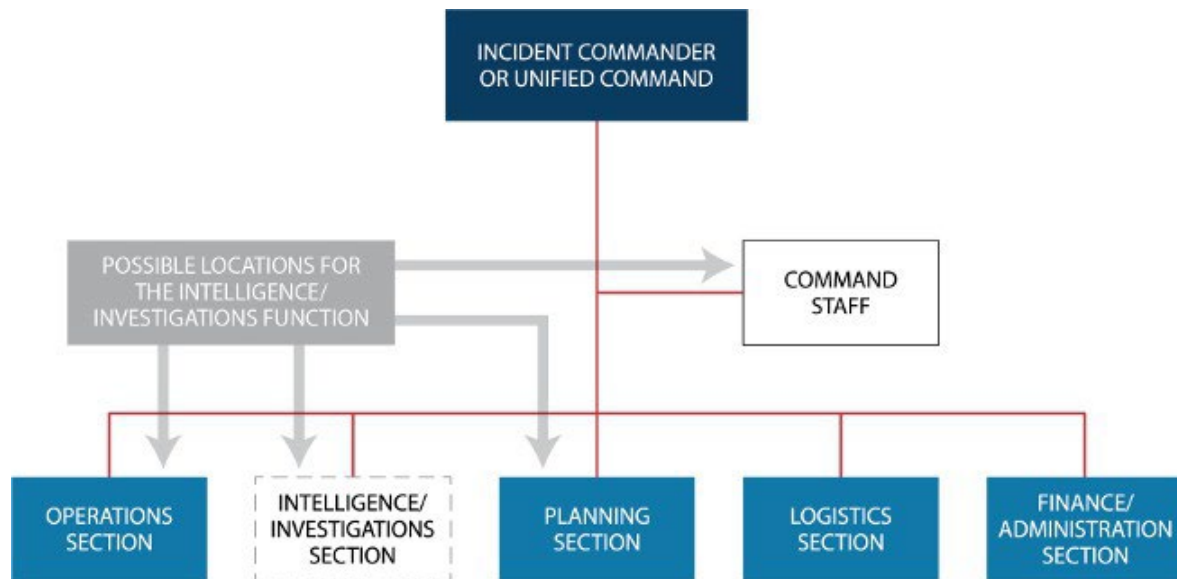 INCIDENT COMMANDER
OR UNIFIED COMMAND
POSSIBLE LOCATIONS FOR
THE INTELLIGENCE/
INVESTIGATIONS FUNCTION
COMMAND
STAFF
OPERATIONS
SECTION
INTELLIGENCE/
INVESTIGATIONS
SECTION
PLANNING
SECTION
LOGISTICS
SECTION
FINANCE/
ADMINISTRATION
SECTION